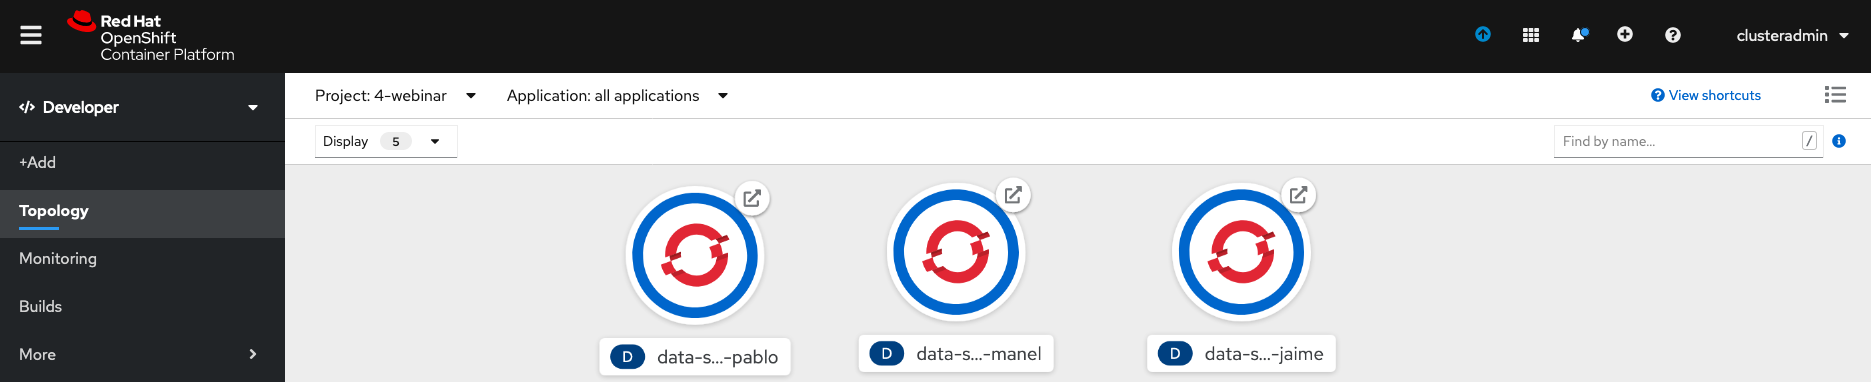 Red Hat
OpenShift
Container Platform
clusteradmin
Developer
Project: 4-webinar
Application: all applications
View shortcuts
Display 5
Find by name...
/
+Add
Topology
Monitoring
Builds
More
D data-s...-pablo
D data-s...-manel
D data-s...-jaime